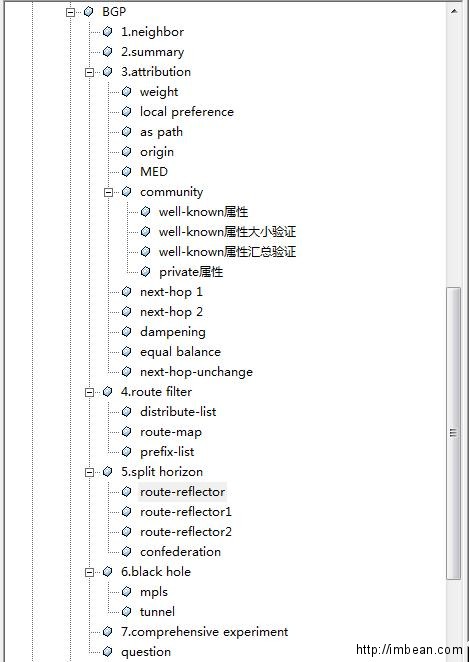 BGP
1.neighbor
2.summary
3.attribution
weight
local preference
as path
origin
MED
community
well-known属性
well-known属性大小验证
well-known属性汇总验证
private属性
next-hop 1
next-hop 2
dampening
equal balance
next-hop-unchange
4.route filter
distribute-list
route-map
prefix-list
5.split horizon
route-reflector
route-reflector1
route-reflector2
confederation
6.black hole
mpls
tunnel
7.comprehensive experiment
question
http://imbean.com